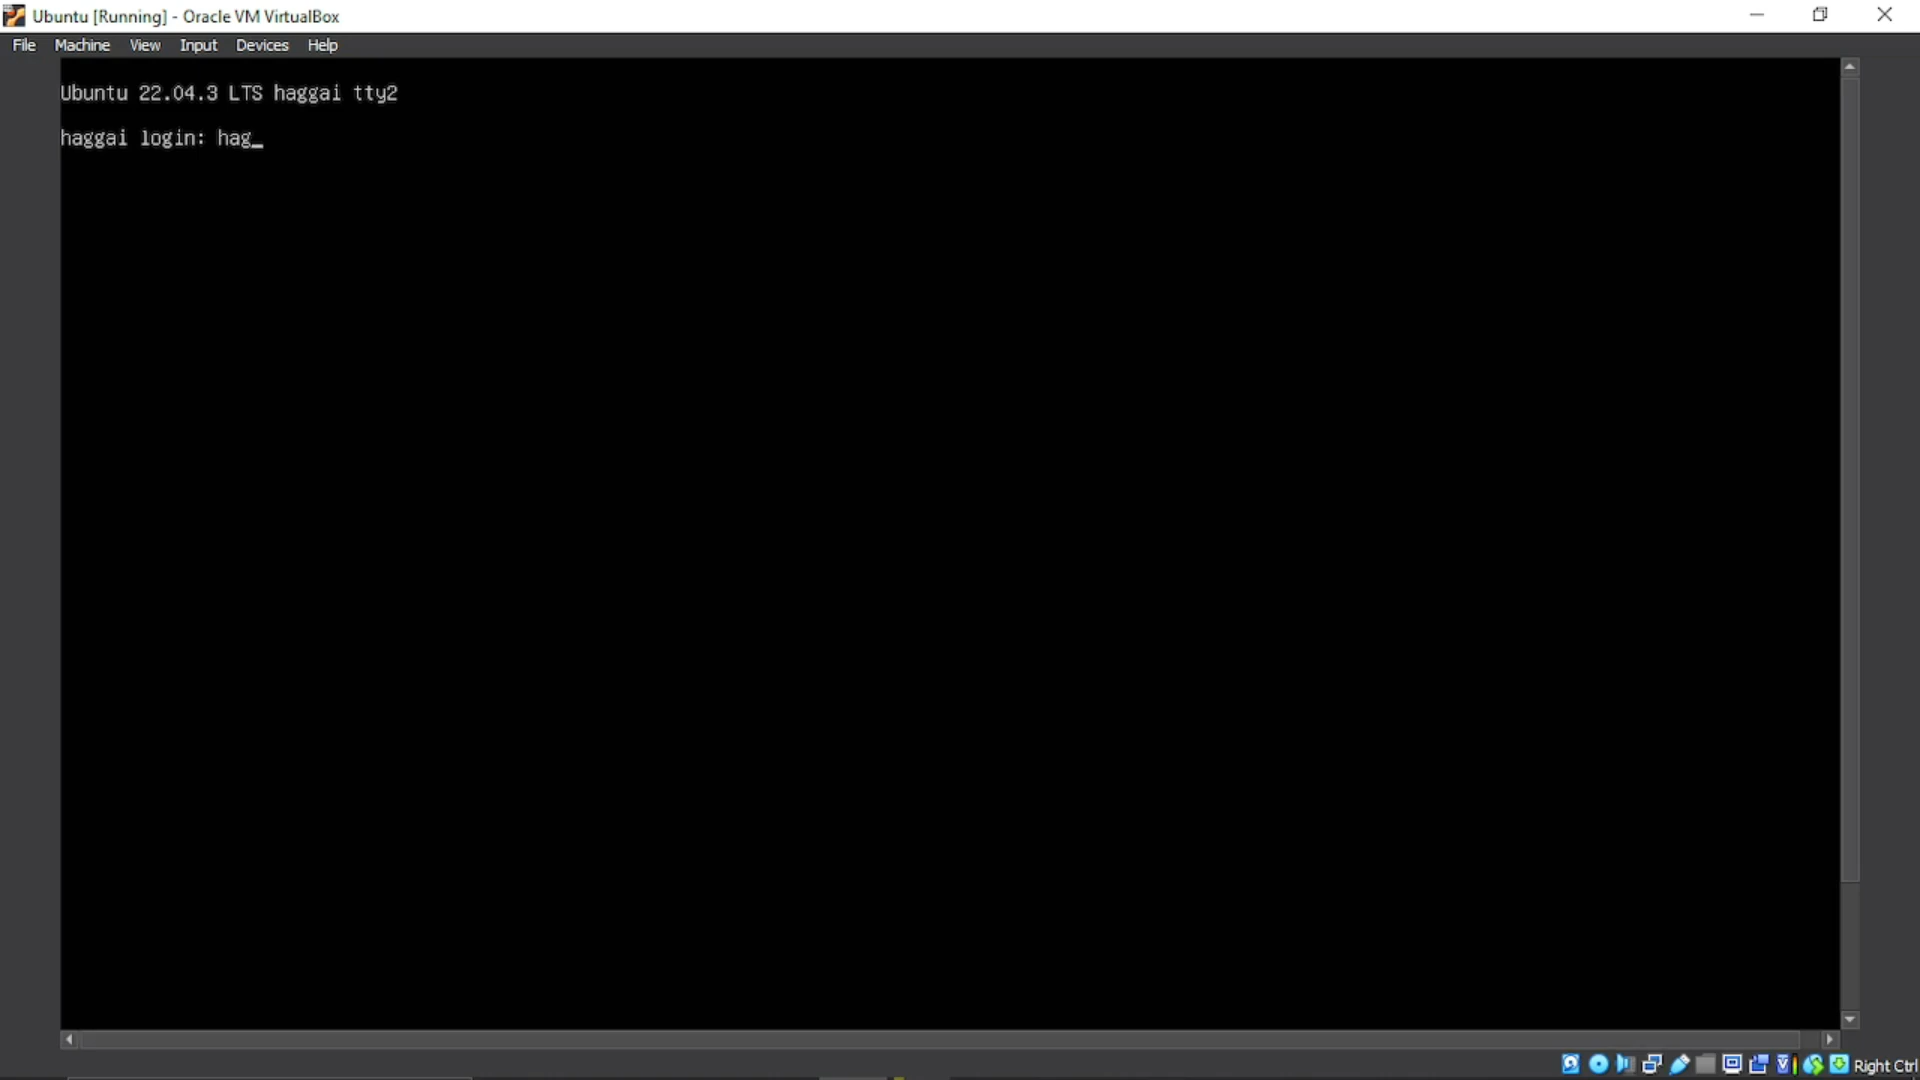 Ubuntu [Running] - Oracle VM VirtualBox
File Machine View Input Devices Help
Ubuntu 22.04.3 LTS haggai tty2
haggai login: hag_
Right Ctrl